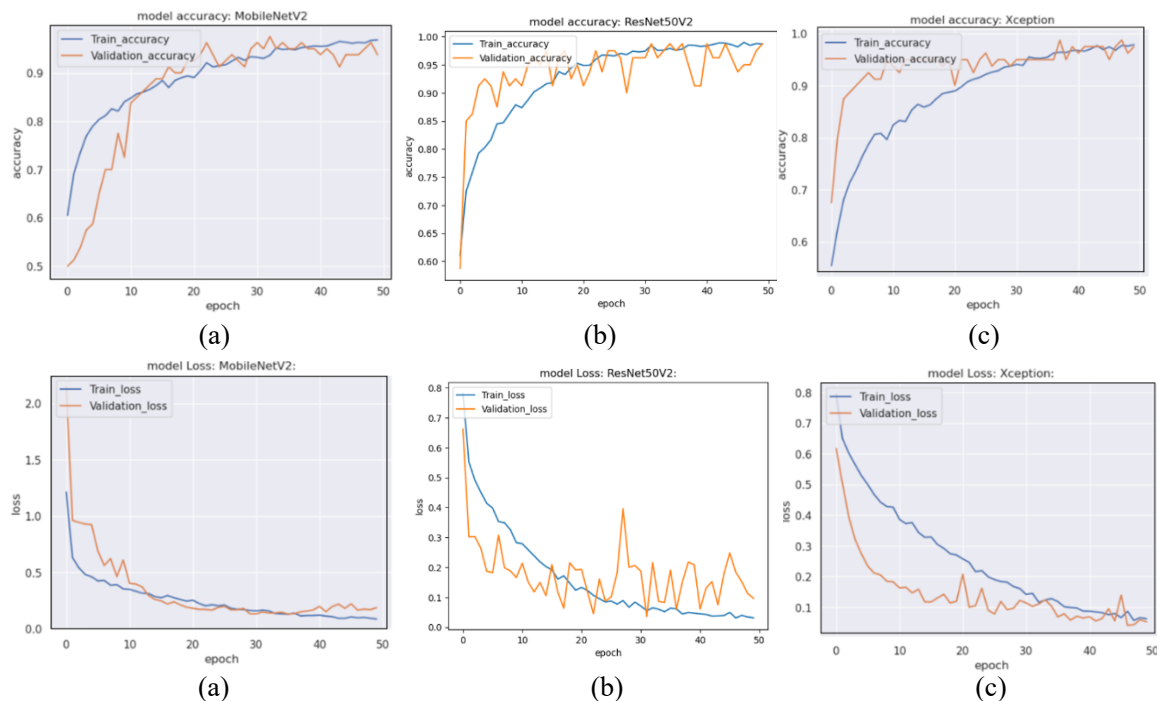 model accuracy: MobileNetV2
Train_accuracy
Validation_accuracy
accuracy
0.9
0.8
0.7
0.6
0.5
0 10 20 30 40 50
epoch
(a)
model accuracy: ResNet50V2
Train_accuracy
Validation_accuracy
accuracy
1.00
0.95
0.90
0.85
0.80
0.75
0.70
0.65
0.60
0 10 20 30 40 50
epoch
(b)
model accuracy: Xception
Train_accuracy
Validation_accuracy
accuracy
1.0
0.9
0.8
0.7
0.6
0 10 20 30 40 50
epoch
(c)
model Loss: MobileNetV2:
Train_loss
Validation_loss
loss
2.0
1.5
1.0
0.5
0.0
0 10 20 30 40 50
epoch
(a)
model Loss: ResNet50V2:
Train_loss
Validation_loss
loss
0.8
0.7
0.6
0.5
0.4
0.3
0.2
0.1
0.0
0 10 20 30 40 50
epoch
(b)
model Loss: Xception:
Train_loss
Validation_loss
loss
0.8
0.7
0.6
0.5
0.4
0.3
0.2
0.1
0 10 20 30 40 50
epoch
(c)